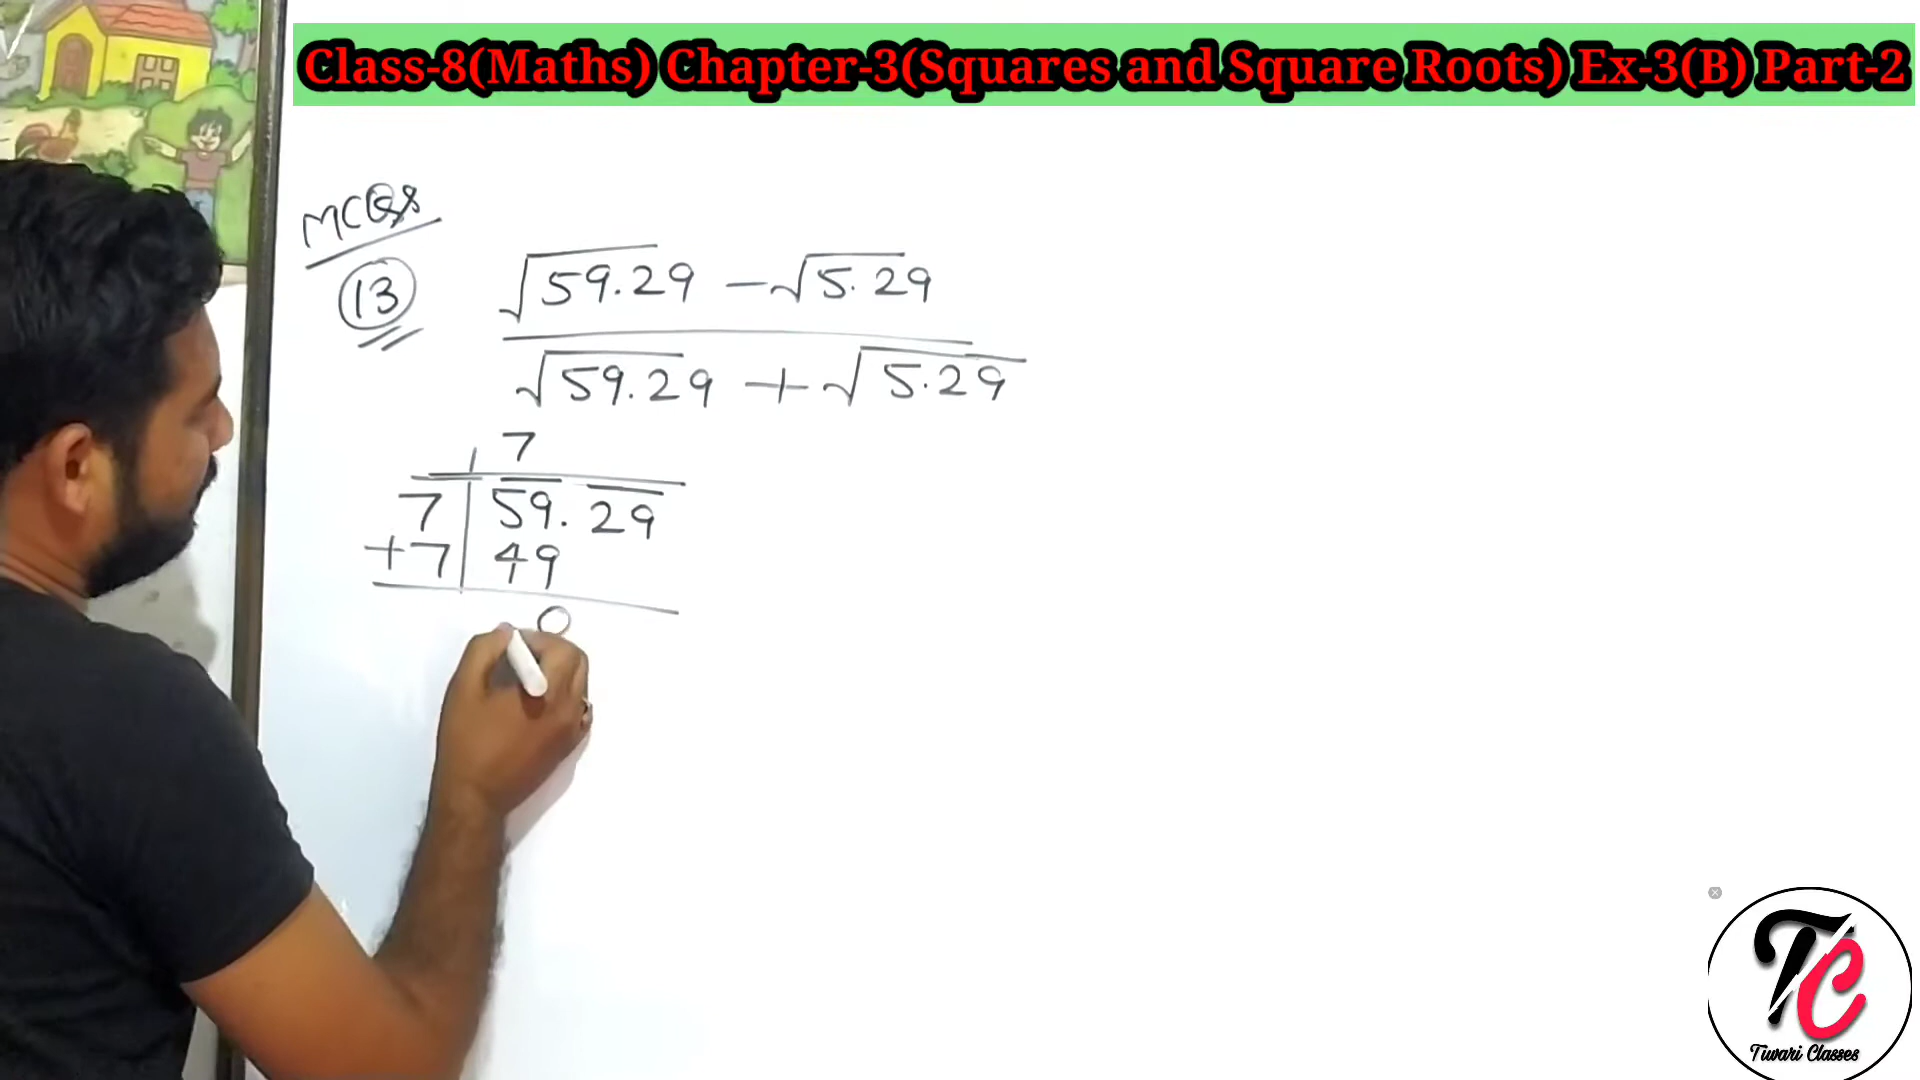 Class-8(Maths) Chapter-3(Squares and Square Roots) Ex-3(B) Part-2
MCQs
13
√59.29 - √5.29
√59.29 + √5.29
7
7 59.29
+7 49
0
TC
Tiwari Classes